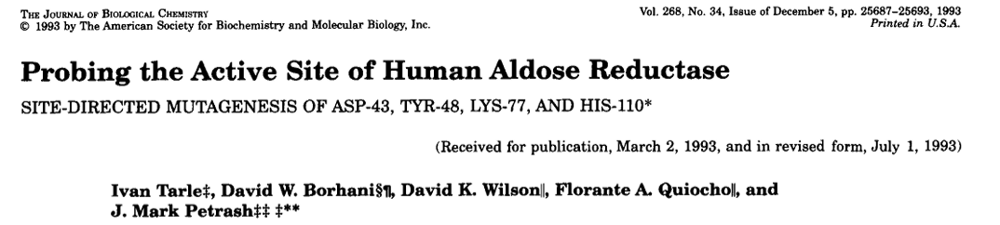 THE JOURNAL OF BIOLOGICAL CHEMISTRY
© 1993 by The American Society for Biochemistry and Molecular Biology, Inc.
Vol. 268, No. 34, Issue of December 5, pp. 25687–25693, 1993
Printed in U.S.A.
Probing the Active Site of Human Aldose Reductase
SITE-DIRECTED MUTAGENESIS OF ASP-43, TYR-48, LYS-77, AND HIS-110*
(Received for publication, March 2, 1993, and in revised form, July 1, 1993)
Ivan Tarle‡, David W. Borhani§¶, David K. Wilson‖, Florante A. Quiocho‖, and
J. Mark Petrash‡‡ ‡**